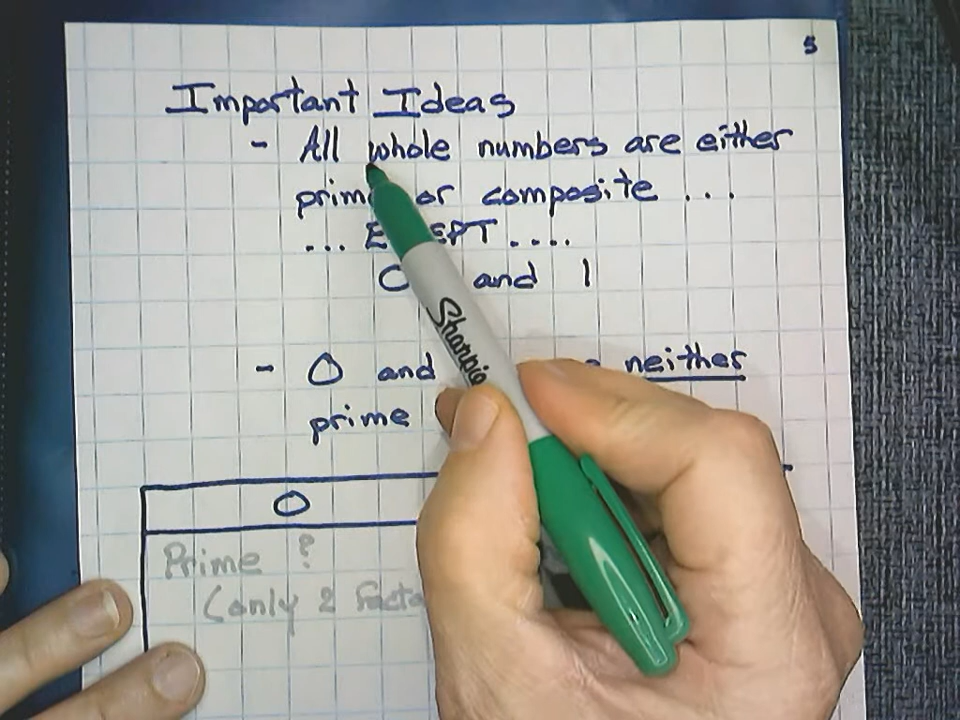 5
Important Ideas
- All whole numbers are either
or composite ...
... ....
0 and 1
- 0 and neither
prime
0
Prime ?
(only 2
Sharpie